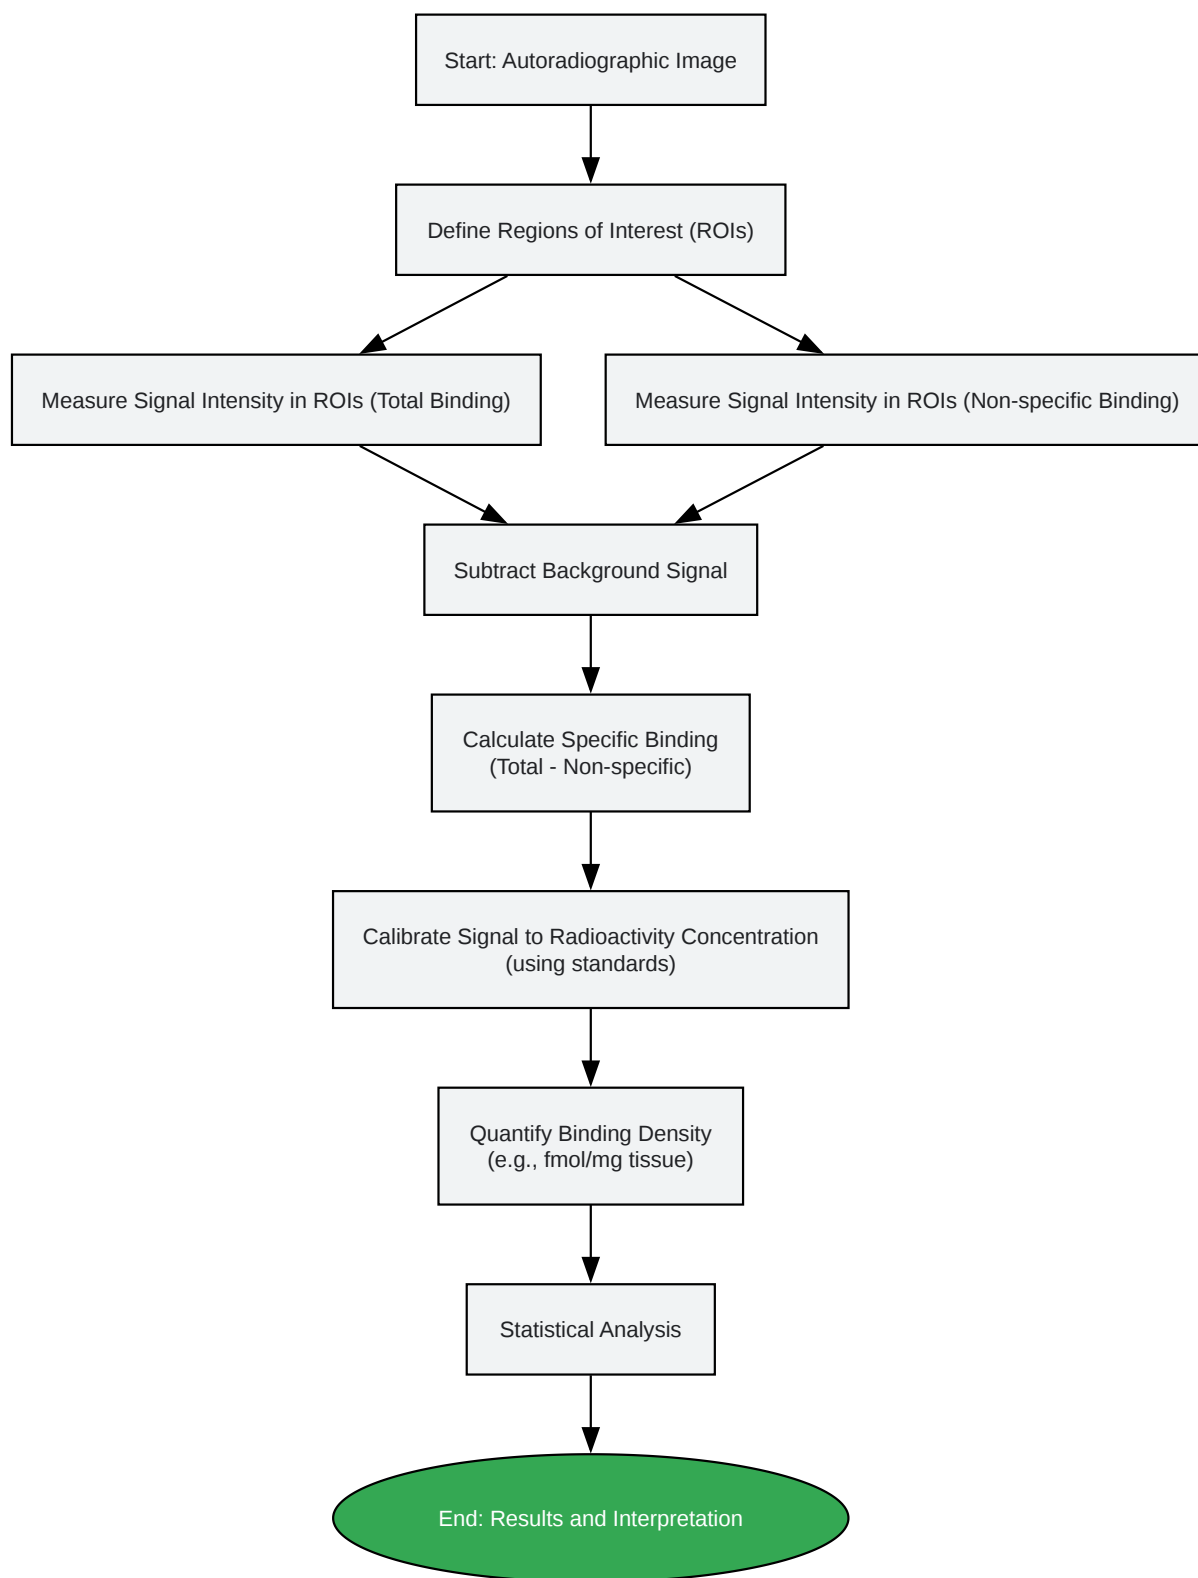 Start: Autoradiographic Image
Define Regions of Interest (ROIs)
Measure Signal Intensity in ROIs (Total Binding)
Measure Signal Intensity in ROIs (Non-specific Binding)
Subtract Background Signal
Calculate Specific Binding
(Total - Non-specific)
Calibrate Signal to Radioactivity Concentration
(using standards)
Quantify Binding Density
(e.g., fmol/mg tissue)
Statistical Analysis
End: Results and Interpretation